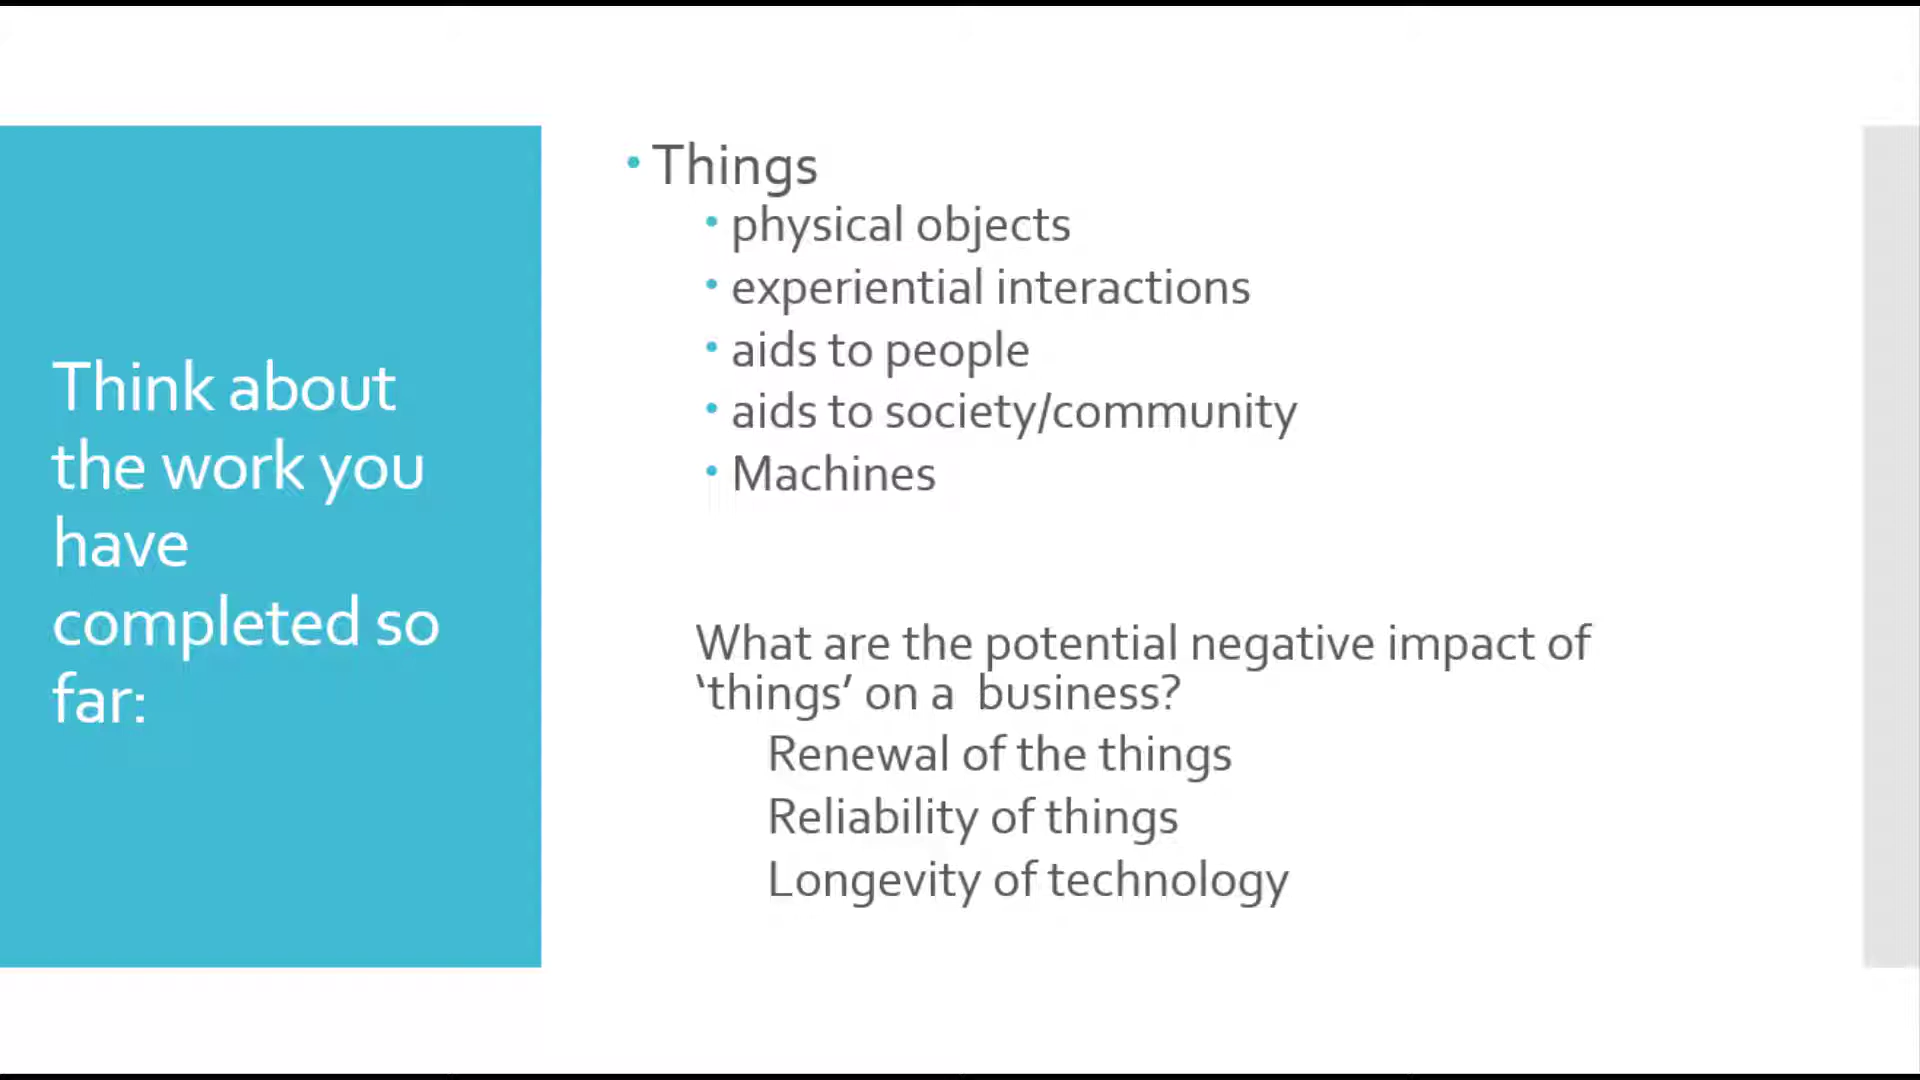 Think about
the work you
have
completed so
far:
• Things
• physical objects
• experiential interactions
• aids to people
• aids to society/community
• Machines
What are the potential negative impact of
‘things’ on a  business?
Renewal of the things
Reliability of things
Longevity of technology